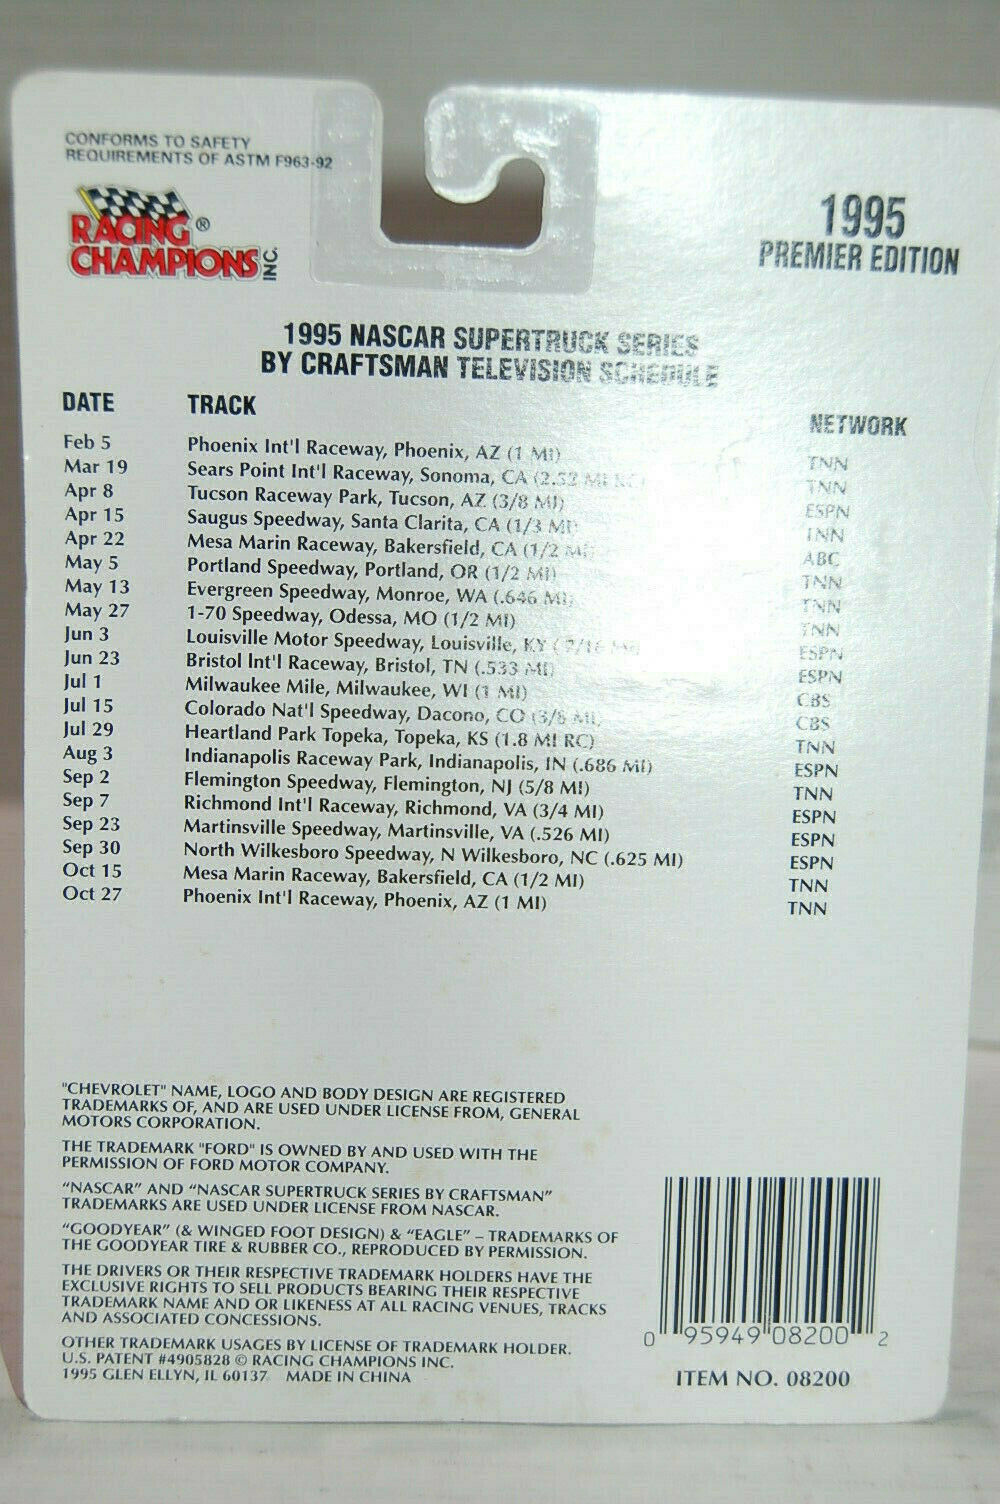 CONFORMS TO SAFETY
REQUIREMENTS OF ASTM F963-92
RACING ®
CHAMPIONS INC.
1995
PREMIER EDITION
1995 NASCAR SUPERTRUCK SERIES
BY CRAFTSMAN TELEVISION SCHEDULE
DATE TRACK NETWORK
Feb 5 Phoenix Int'l Raceway, Phoenix, AZ (1 MI) TNN
Mar 19 Sears Point Int'l Raceway, Sonoma, CA (2.52 MI RC) TNN
Apr 8 Tucson Raceway Park, Tucson, AZ (3/8 MI) ESPN
Apr 15 Saugus Speedway, Santa Clarita, CA (1/3 MI) TNN
Apr 22 Mesa Marin Raceway, Bakersfield, CA (1/2 MI) ABC
May 5 Portland Speedway, Portland, OR (1/2 MI) TNN
May 13 Evergreen Speedway, Monroe, WA (.646 MI) TNN
May 27 1-70 Speedway, Odessa, MO (1/2 MI) TNN
Jun 3 Louisville Motor Speedway, Louisville, KY ESPN
Jun 23 Bristol Int'l Raceway, Bristol, TN (.533 MI) ESPN
Jul 1 Milwaukee Mile, Milwaukee, WI (1 MI) CBS
Jul 15 Colorado Nat'l Speedway, Dacono, CO (3/8 MI) CBS
Jul 29 Heartland Park Topeka, Topeka, KS (1.8 MI RC) TNN
Aug 3 Indianapolis Raceway Park, Indianapolis, IN (.686 MI) ESPN
Sep 2 Flemington Speedway, Flemington, NJ (5/8 MI) TNN
Sep 7 Richmond Int'l Raceway, Richmond, VA (3/4 MI) ESPN
Sep 23 Martinsville Speedway, Martinsville, VA (.526 MI) ESPN
Sep 30 North Wilkesboro Speedway, N Wilkesboro, NC (.625 MI) ESPN
Oct 15 Mesa Marin Raceway, Bakersfield, CA (1/2 MI) TNN
Oct 27 Phoenix Int'l Raceway, Phoenix, AZ (1 MI) TNN
"CHEVROLET" NAME, LOGO AND BODY DESIGN ARE REGISTERED
TRADEMARKS OF, AND ARE USED UNDER LICENSE FROM, GENERAL
MOTORS CORPORATION.
THE TRADEMARK "FORD" IS OWNED BY AND USED WITH THE
PERMISSION OF FORD MOTOR COMPANY.
“NASCAR” AND “NASCAR SUPERTRUCK SERIES BY CRAFTSMAN”
TRADEMARKS ARE USED UNDER LICENSE FROM NASCAR.
“GOODYEAR” (& WINGED FOOT DESIGN) & “EAGLE” – TRADEMARKS OF
THE GOODYEAR TIRE & RUBBER CO., REPRODUCED BY PERMISSION.
THE DRIVERS OR THEIR RESPECTIVE TRADEMARK HOLDERS HAVE THE
EXCLUSIVE RIGHTS TO SELL PRODUCTS BEARING THEIR RESPECTIVE
TRADEMARK NAME AND OR LIKENESS AT ALL RACING VENUES, TRACKS
AND ASSOCIATED CONCESSIONS.
OTHER TRADEMARK USAGES BY LICENSE OF TRADEMARK HOLDER.
U.S. PATENT #4905828 © RACING CHAMPIONS INC.
1995 GLEN ELLYN, IL 60137 MADE IN CHINA
0 95949 08200 2
ITEM NO. 08200